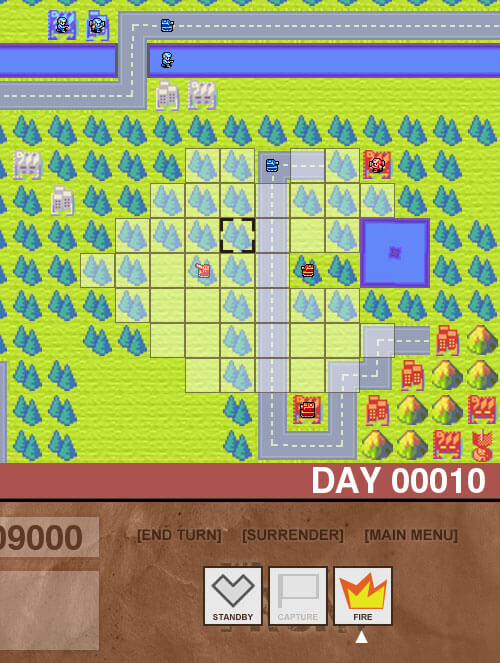 DAY 00010
09000
[END TURN] [SURRENDER] [MAIN MENU]
STANDBY CAPTURE FIRE